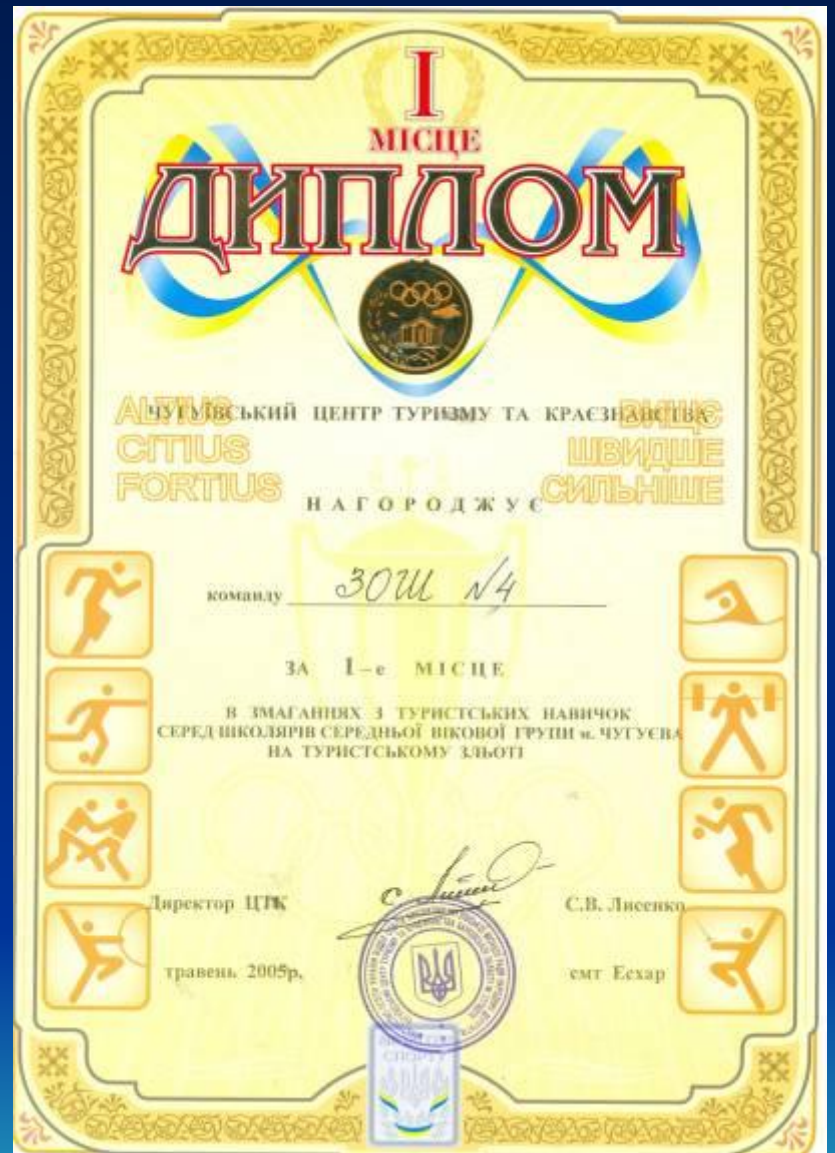 I
МІСЦЕ
ДИПЛОМ
ALTIUS
CITIUS
FORTIUS
ВИЩЕ
ШВИДШЕ
СИЛЬНІШЕ
ЧУГУЇВСЬКИЙ ЦЕНТР ТУРИЗМУ ТА КРАЄЗНАВСТВА
НАГОРОДЖУЄ
команду ЗОШ №4
ЗА 1-е МІСЦЕ
В ЗМАГАННЯХ З ТУРИСТСЬКИХ НАВИЧОК
СЕРЕД ШКОЛЯРІВ СЕРЕДНЬОЇ ВІКОВОЇ ГРУПИ м. ЧУГУЄВА
НА ТУРИСТСЬКОМУ ЗЛЬОТІ
Директор ЦТК С.В. Лисенко
травень 2005р. смт Есхар
СПОРТУ